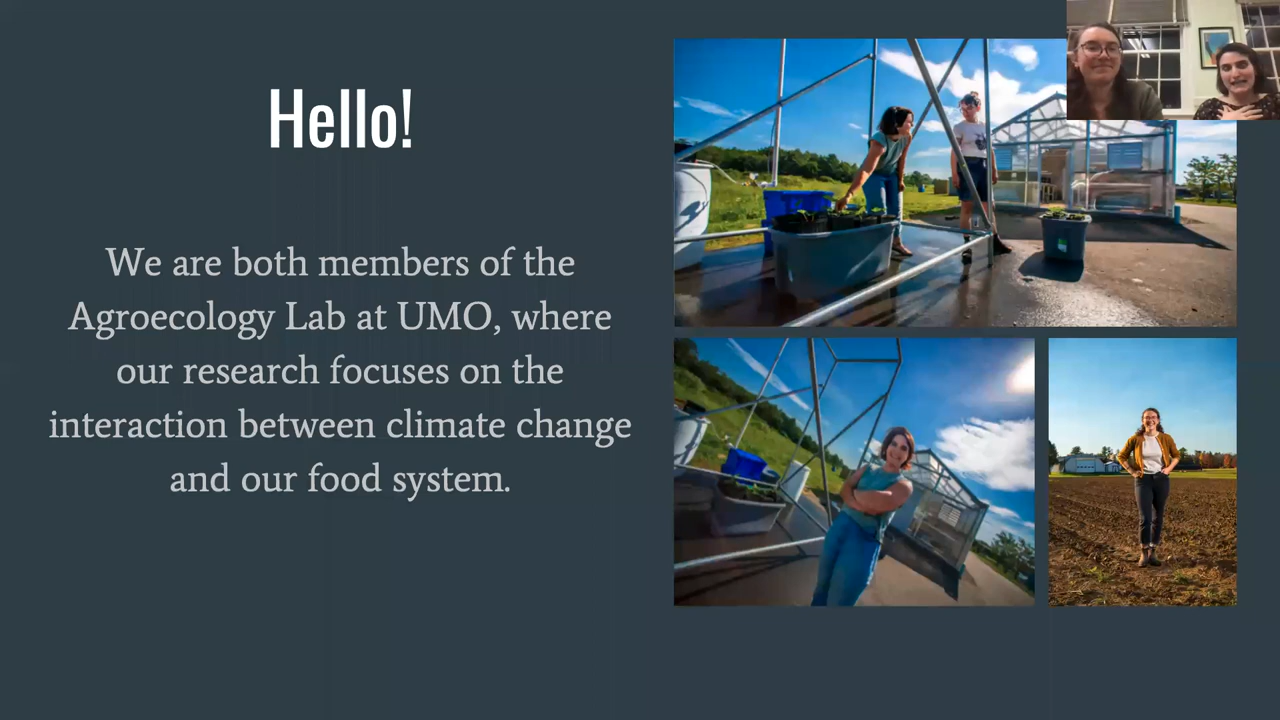 Hello!
We are both members of the
Agroecology Lab at UMO, where
our research focuses on the
interaction between climate change
and our food system.